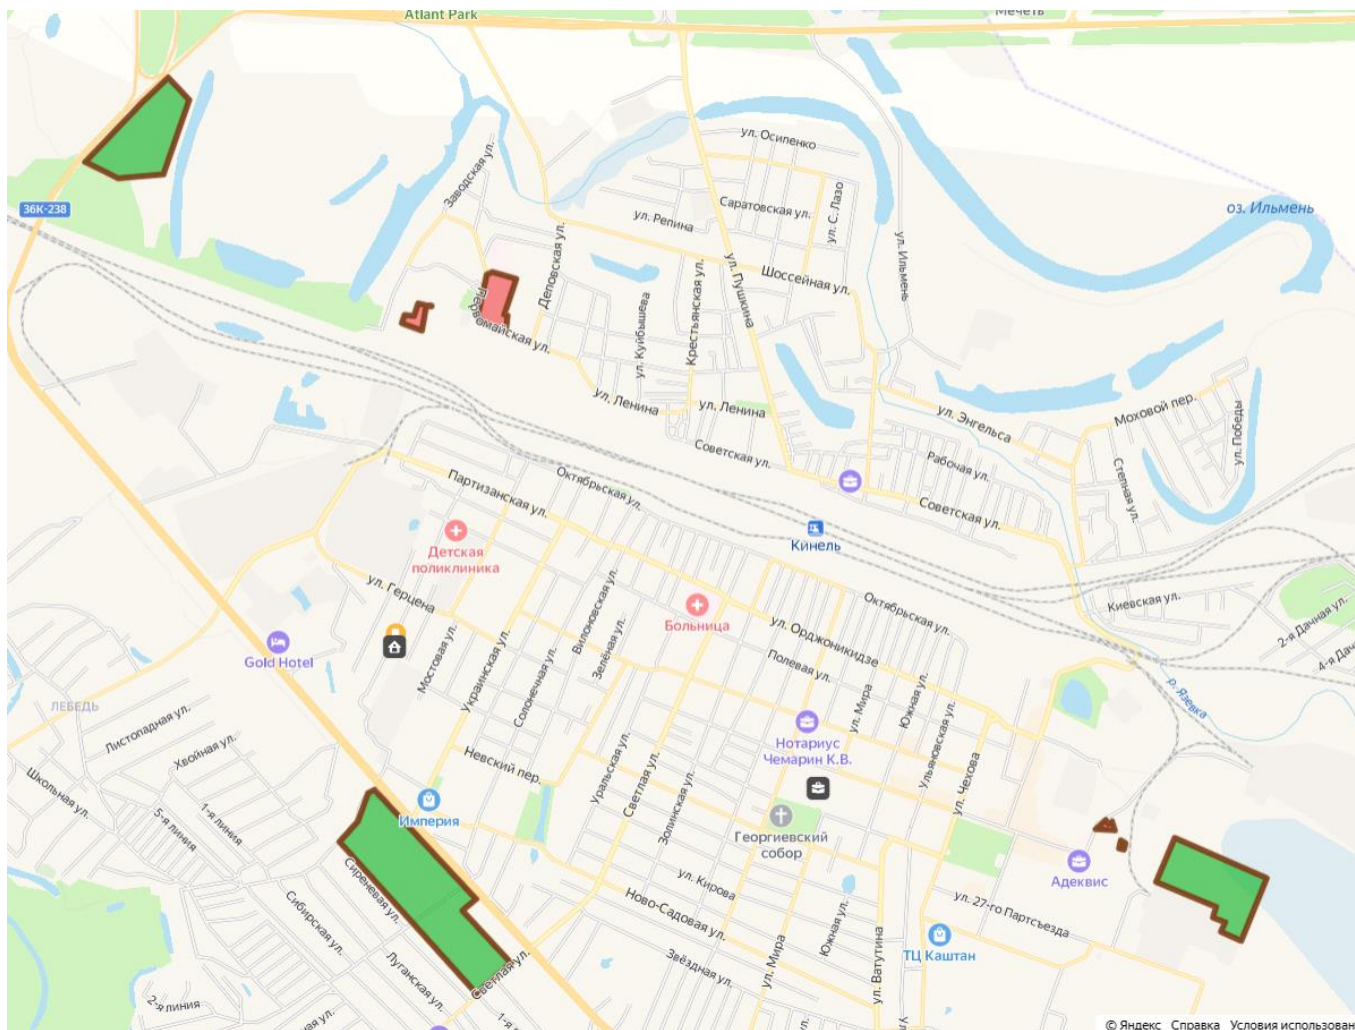 Atlant Park
Мечеть
ул. Осипенко
Заводская ул.
36К-238
Саратовская ул.
ул. С. Лазо
ул. Репина
оз. Ильмень
ул. Ильмень
Деповская ул.
Шоссейная ул.
ул. Пушкина
Крестьянская ул.
ул. Куйбышева
Первомайская ул.
ул. Ленина
ул. Ленина
ул. Энгельса
Моховой пер.
ул. Победы
Советская ул.
Рабочая ул.
Степная ул.
Партизанская ул.
Октябрьская ул.
Советская ул.
Кинель
Детская
поликлиника
ул. Герцена
Вилоновская ул.
Зелёная ул.
Больница
Октябрьская ул.
Киевская ул.
2-я Дачная ул.
4-я Дач
ул. Орджоникидзе
Полевая ул.
Мостовая ул.
Украинская ул.
Солонечная ул.
Gold Hotel
ЛЕБЕДЬ
Листопадная ул.
Хвойная ул.
Школьная ул.
5-я линия
1-я линия
Невский пер.
Уральская ул.
Светлая ул.
Золинская ул.
ул. Мира
Южная ул.
Ульяновская ул.
ул. Чехова
р. Язевка
Нотариус
Чемарин К.В.
Империя
Георгиевский
собор
Адеквис
Сиреневая ул.
Сибирская ул.
Луганская ул.
2-я линия
Светлая ул.
ул. Кирова
Ново-Садовая ул.
Звёздная ул.
ул. Мира
Южная ул.
ул. Ватутина
ул. 27-го Партсъезда
ТЦ Каштан
1-я
ая ул.
© Яндекс Справка Условия использован